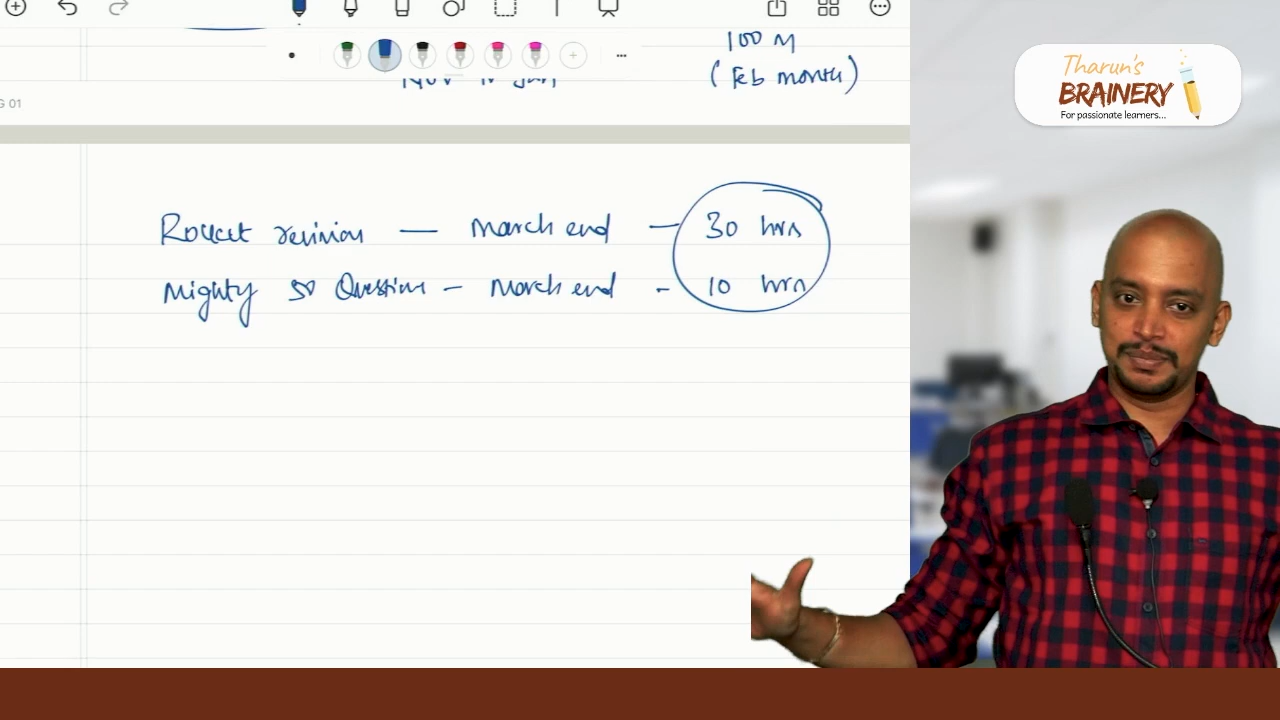 100 M
(Feb month)
G 01
Rocket revision — March end — 30 hrs
Mighty 50 Question - March end - 10 hrs
Tharun's
BRAINERY
For passionate learners...